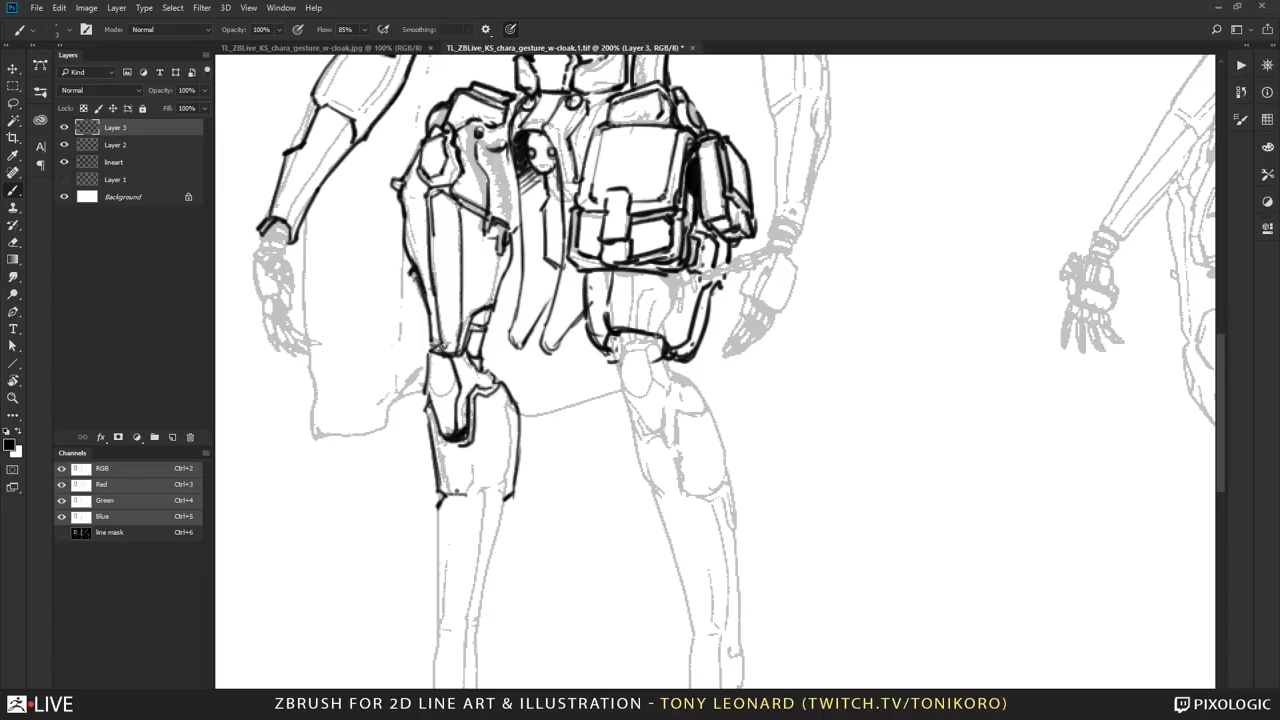 Ps File Edit Image Layer Type Select Filter 3D View Window Help
3 Mode: Normal Opacity: 100% Flow: 85% Smoothing:
TL_ZBLive_KS_chara_gesture_w-cloak.jpg @ 100% (RGB/8) × TL_ZBLive_KS_chara_gesture_w-cloak.1.tif @ 200% (Layer 3, RGB/8) * ×
Layers
Kind
Normal Opacity: 100%
Locks: Fill: 100%
Layer 3
Layer 2
lineart
Layer 1
Background
Channels
RGB Ctrl+2
Red Ctrl+3
Green Ctrl+4
Blue Ctrl+5
line mask Ctrl+6
LIVE ZBRUSH FOR 2D LINE ART & ILLUSTRATION - TONY LEONARD (TWITCH.TV/TONIKORO) PIXOLOGIC